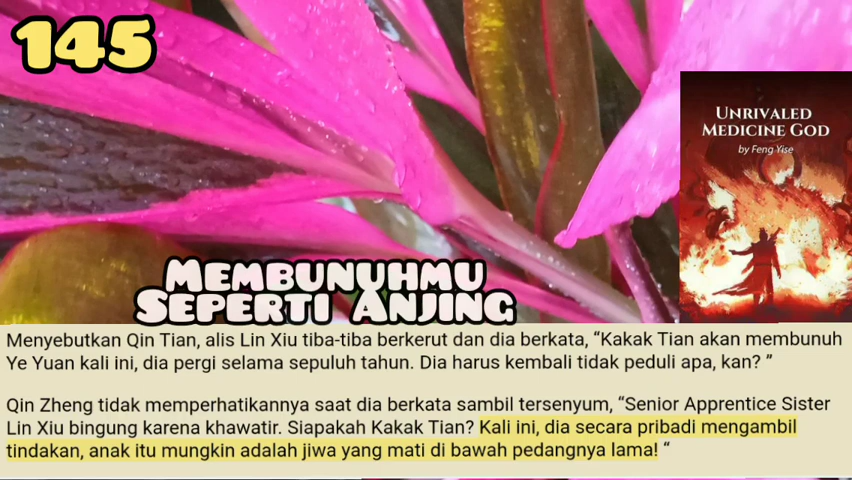 145
UNRIVALED
MEDICINE GOD
by Feng Yise
MEMBUNUHMU
SEPERTI ANJING
Menyebutkan Qin Tian, alis Lin Xiu tiba-tiba berkerut dan dia berkata, “Kakak Tian akan membunuh
Ye Yuan kali ini, dia pergi selama sepuluh tahun. Dia harus kembali tidak peduli apa, kan? ”
Qin Zheng tidak memperhatikannya saat dia berkata sambil tersenyum, “Senior Apprentice Sister
Lin Xiu bingung karena khawatir. Siapakah Kakak Tian? Kali ini, dia secara pribadi mengambil
tindakan, anak itu mungkin adalah jiwa yang mati di bawah pedangnya lama! “